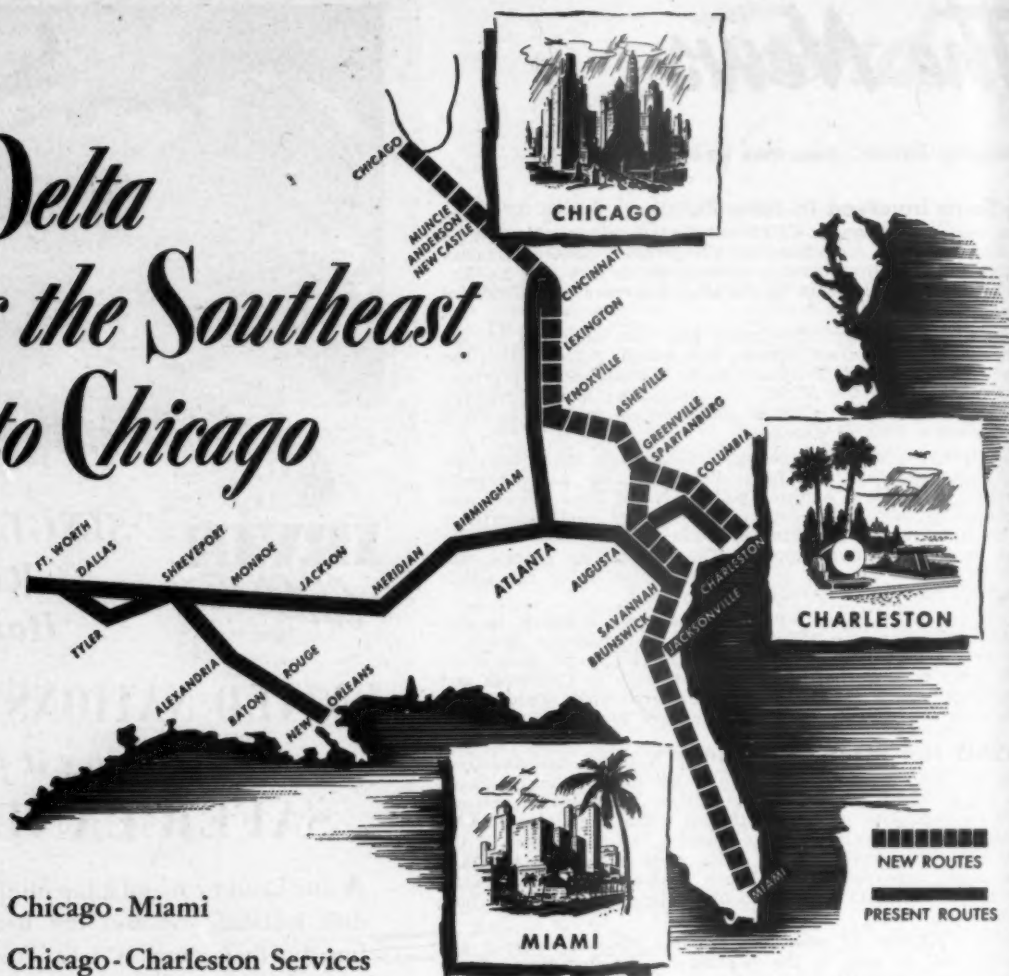 Delta
the Southeast
to Chicago
CHICAGO
CHICAGO
MUNCIE
ANDERSON
NEW CASTLE
CINCINNATI
LEXINGTON
KNOXVILLE
ASHEVILLE
GREENVILLE
SPARTANBURG
COLUMBIA
BIRMINGHAM
FT. WORTH
DALLAS
SHREVEPORT
MONROE
JACKSON
MERIDIAN
ATLANTA
AUGUSTA
CHARLESTON
CHARLESTON
TYLER
SAVANNAH
BRUNSWICK
JACKSONVILLE
ALEXANDRIA
BATON ROUGE
NEW ORLEANS
MIAMI
NEW ROUTES
PRESENT ROUTES
MIAMI
Chicago - Miami
Chicago - Charleston Services